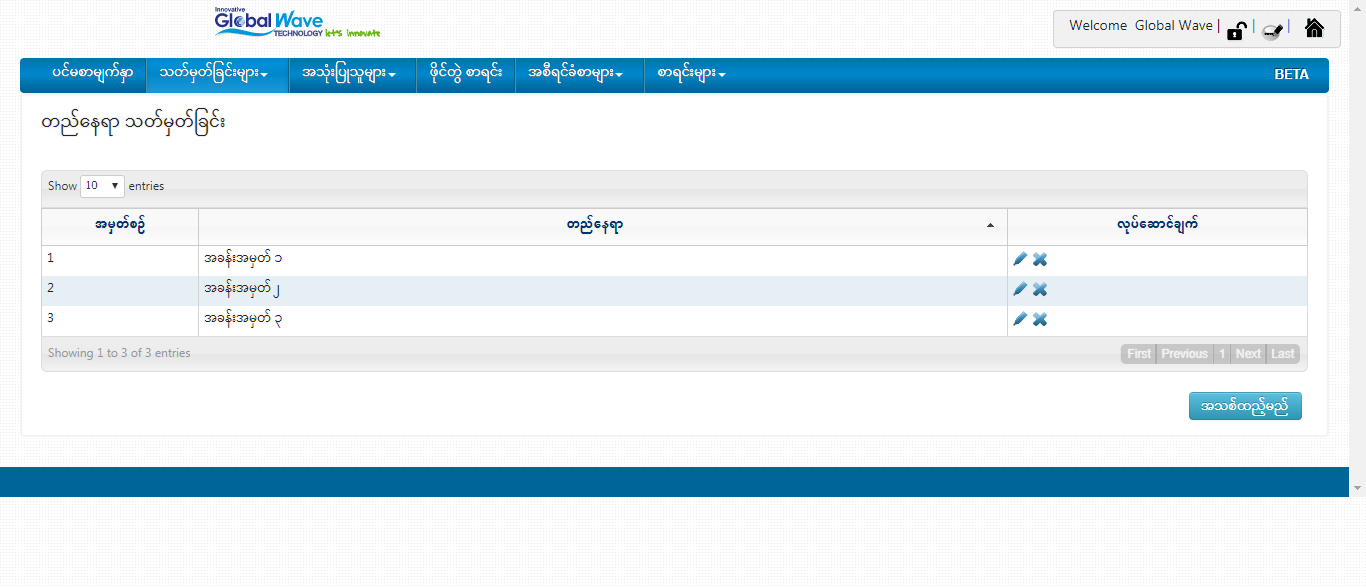 Innovative
Global Wave
TECHNOLOGY let's innovate
Welcome Global Wave | | |
ပင်မစာမျက်နှာ သတ်မှတ်ခြင်းများ အသုံးပြုသူများ ဖိုင်တွဲ စာရင်း အစီရင်ခံစာများ စာရင်းများ BETA
တည်နေရာ သတ်မှတ်ခြင်း
Show 10 entries
အမှတ်စဉ် တည်နေရာ လုပ်ဆောင်ချက်
1 အခန်းအမှတ် ၁
2 အခန်းအမှတ်၂
3 အခန်းအမှတ် ၃
Showing 1 to 3 of 3 entries First Previous 1 Next Last
အသစ်ထည့်မည်